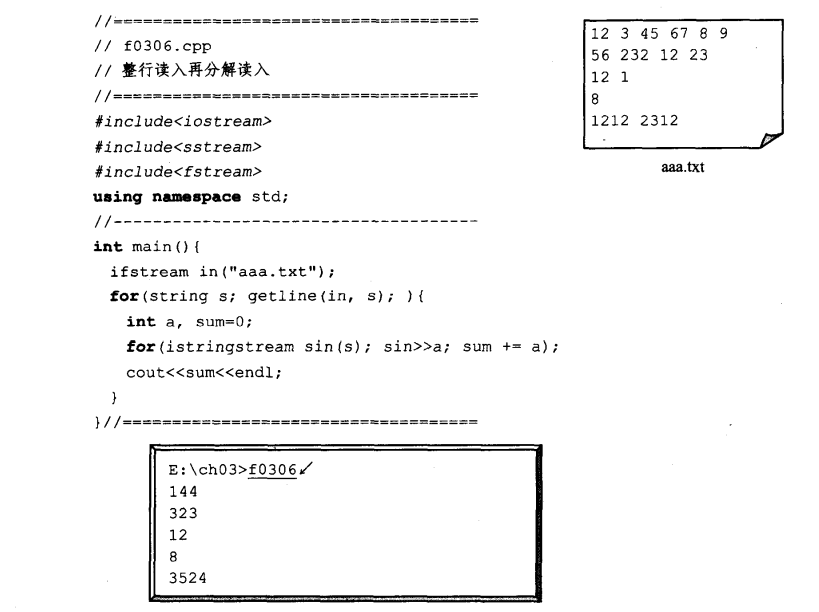 //=====================================
// f0306.cpp
// 整行读入再分解读入
//=====================================
#include<iostream>
#include<sstream>
#include<fstream>
using namespace std;
//-------------------------------------
int main(){
  ifstream in("aaa.txt");
  for(string s; getline(in, s); ){
    int a, sum=0;
    for(istringstream sin(s); sin>>a; sum += a);
    cout<<sum<<endl;
  }
}//====================================
12 3 45 67 8 9
56 232 12 23
12 1
8
1212 2312
aaa.txt
E:\ch03>f0306↙
144
323
12
8
3524